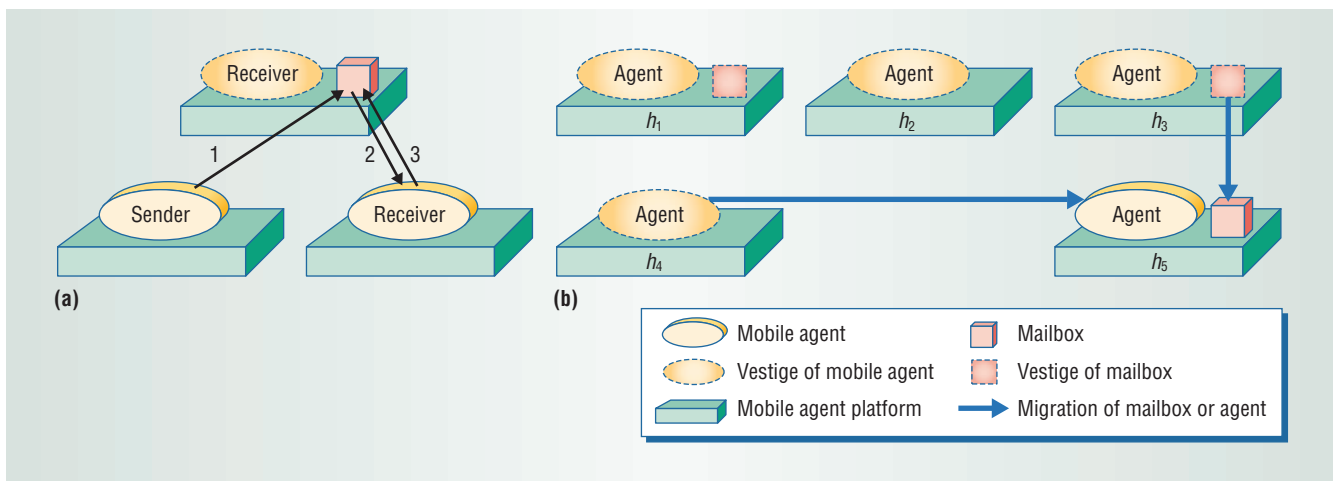 Receiver
1
2
3
Sender
Receiver
(a)
Agent
h1
Agent
h2
Agent
h3
Agent
h4
Agent
h5
(b)
Mobile agent
Mailbox
Vestige of mobile agent
Vestige of mailbox
Mobile agent platform
Migration of mailbox or agent